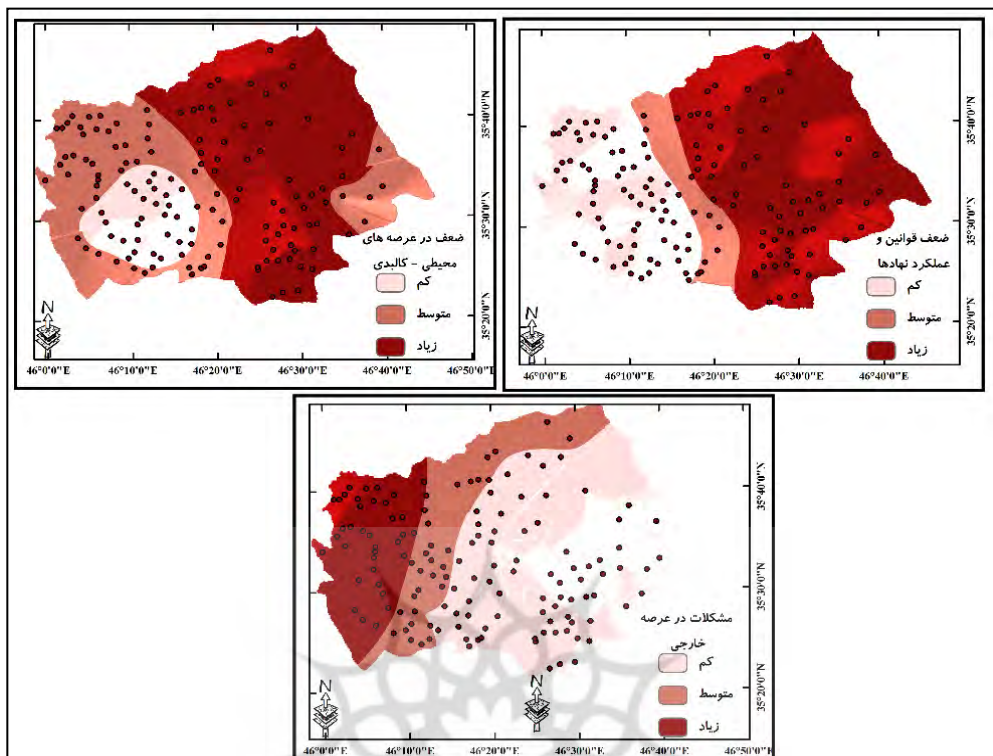 ضعف در عرصه های
محیطی – کالبدی
کم
متوسط
زیاد
N
35°40'0"N
35°30'0"N
35°20'0"N
46°0'0"E 46°10'0"E 46°20'0"E 46°30'0"E 46°40'0"E 46°50'0"E
ضعف قوانین و
عملکرد نهادها
کم
متوسط
زیاد
N
35°40'0"N
35°30'0"N
35°20'0"N
46°0'0"E 46°10'0"E 46°20'0"E 46°30'0"E 46°40'0"E
مشکلات در عرصه
خارجی
کم
متوسط
زیاد
N
N
35°40'0"N
35°30'0"N
35°20'0"N
46°0'0"E 46°10'0"E 46°20'0"E 46°30'0"E 46°40'0"E 46°50'0"E